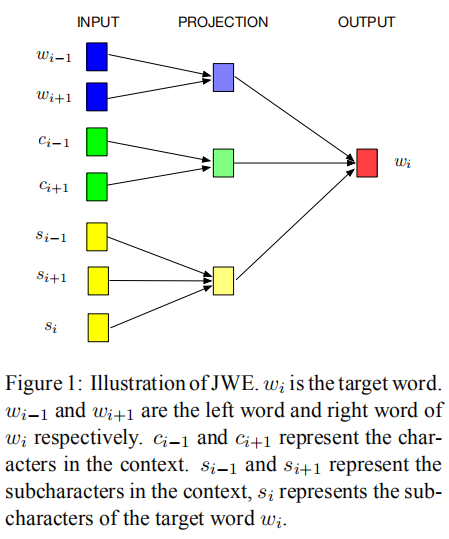 INPUT PROJECTION OUTPUT
w_{i-1}
w_{i+1}
c_{i-1}
c_{i+1}
w_i
s_{i-1}
s_{i+1}
s_i
Figure 1: Illustration of JWE. w_i is the target word.
w_{i-1} and w_{i+1} are the left word and right word of
w_i respectively. c_{i-1} and c_{i+1} represent the char-
acters in the context. s_{i-1} and s_{i+1} represent the
subcharacters in the context, s_i represents the sub-
characters of the target word w_i.